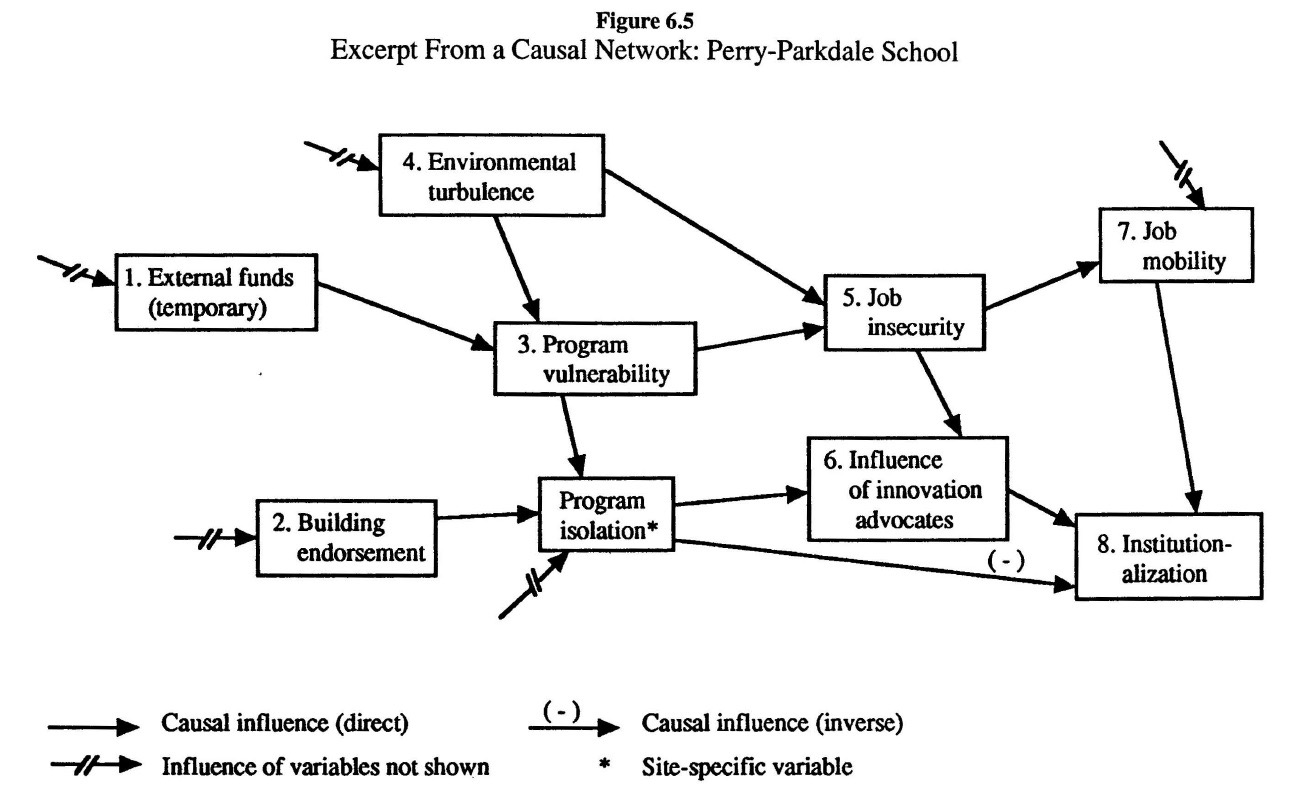 Figure 6.5
Excerpt From a Causal Network: Perry-Parkdale School
4. Environmental
turbulence
7. Job
mobility
1. External funds
(temporary)
5. Job
insecurity
3. Program
vulnerability
6. Influence
of innovation
advocates
Program
isolation*
2. Building
endorsement
(-)
8. Institution-
alization
Causal influence (direct)
(-)
Causal influence (inverse)
Influence of variables not shown
* Site-specific variable